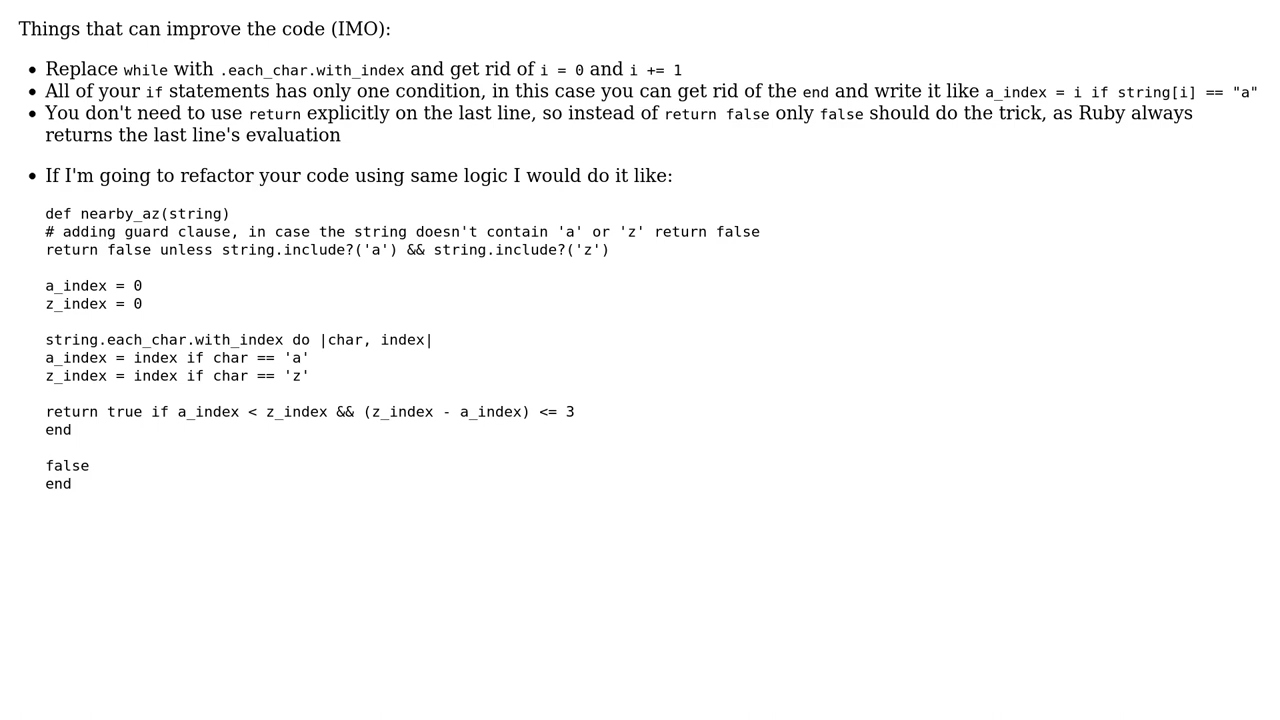 Things that can improve the code (IMO):
• Replace while with .each_char.with_index and get rid of i = 0 and i += 1
• All of your if statements has only one condition, in this case you can get rid of the end and write it like a_index = i if string[i] == "a"
• You don't need to use return explicitly on the last line, so instead of return false only false should do the trick, as Ruby always
returns the last line's evaluation
• If I'm going to refactor your code using same logic I would do it like:
def nearby_az(string)
# adding guard clause, in case the string doesn't contain 'a' or 'z' return false
return false unless string.include?('a') && string.include?('z')
a_index = 0
z_index = 0
string.each_char.with_index do |char, index|
a_index = index if char == 'a'
z_index = index if char == 'z'
return true if a_index < z_index && (z_index - a_index) <= 3
end
false
end